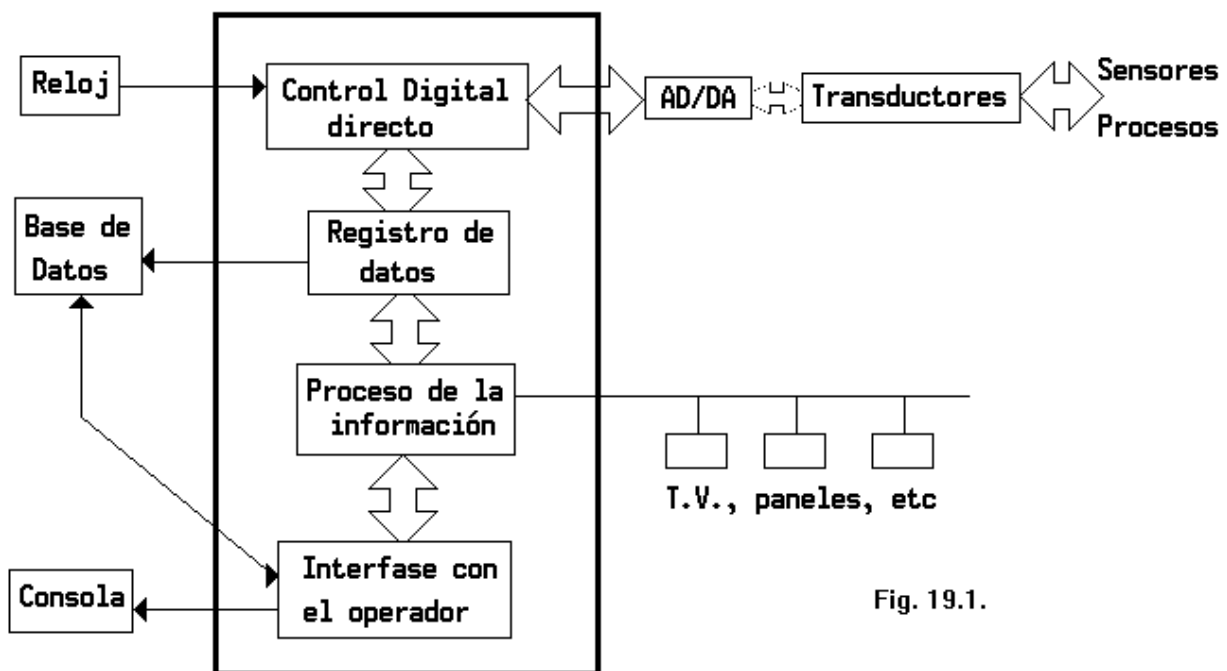 Reloj
Control Digital
directo
AD/DA
Transductores
Sensores
Procesos
Base de
Datos
Registro de
datos
Proceso de la
información
T.V., paneles, etc
Consola
Interfase con
el operador
Fig. 19.1.